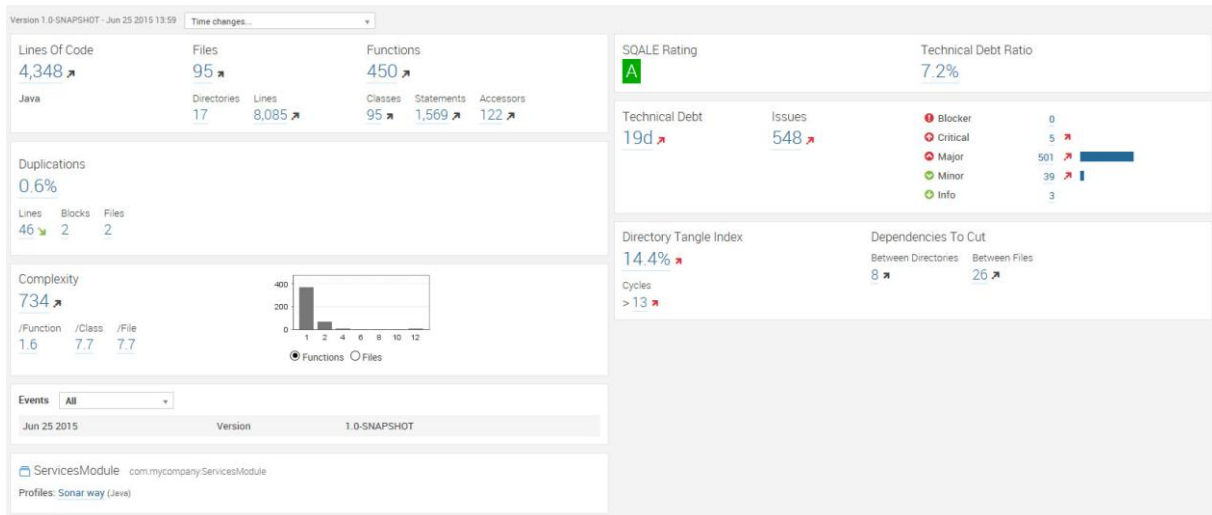 Version 1.0-SNAPSHOT - Jun 25 2015 13:59 Time changes...
Lines Of Code Files Functions
4,348 95 450
Java Directories Lines Classes Statements Accessors
17 8,085 95 1,569 122
Duplications
0.6%
Lines Blocks Files
46 2 2
Complexity
734
/Function /Class /File
1.6 7.7 7.7
400
200
0
1 2 4 6 8 10 12
Functions Files
Events All
Jun 25 2015 Version 1.0-SNAPSHOT
ServicesModule com.mycompany:ServicesModule
Profiles: Sonar way (Java)
SQALE Rating Technical Debt Ratio
A 7.2%
Technical Debt Issues
19d 548
Blocker 0
Critical 5
Major 501
Minor 39
Info 3
Directory Tangle Index Dependencies To Cut
14.4% Between Directories Between Files
8 26
Cycles
> 13